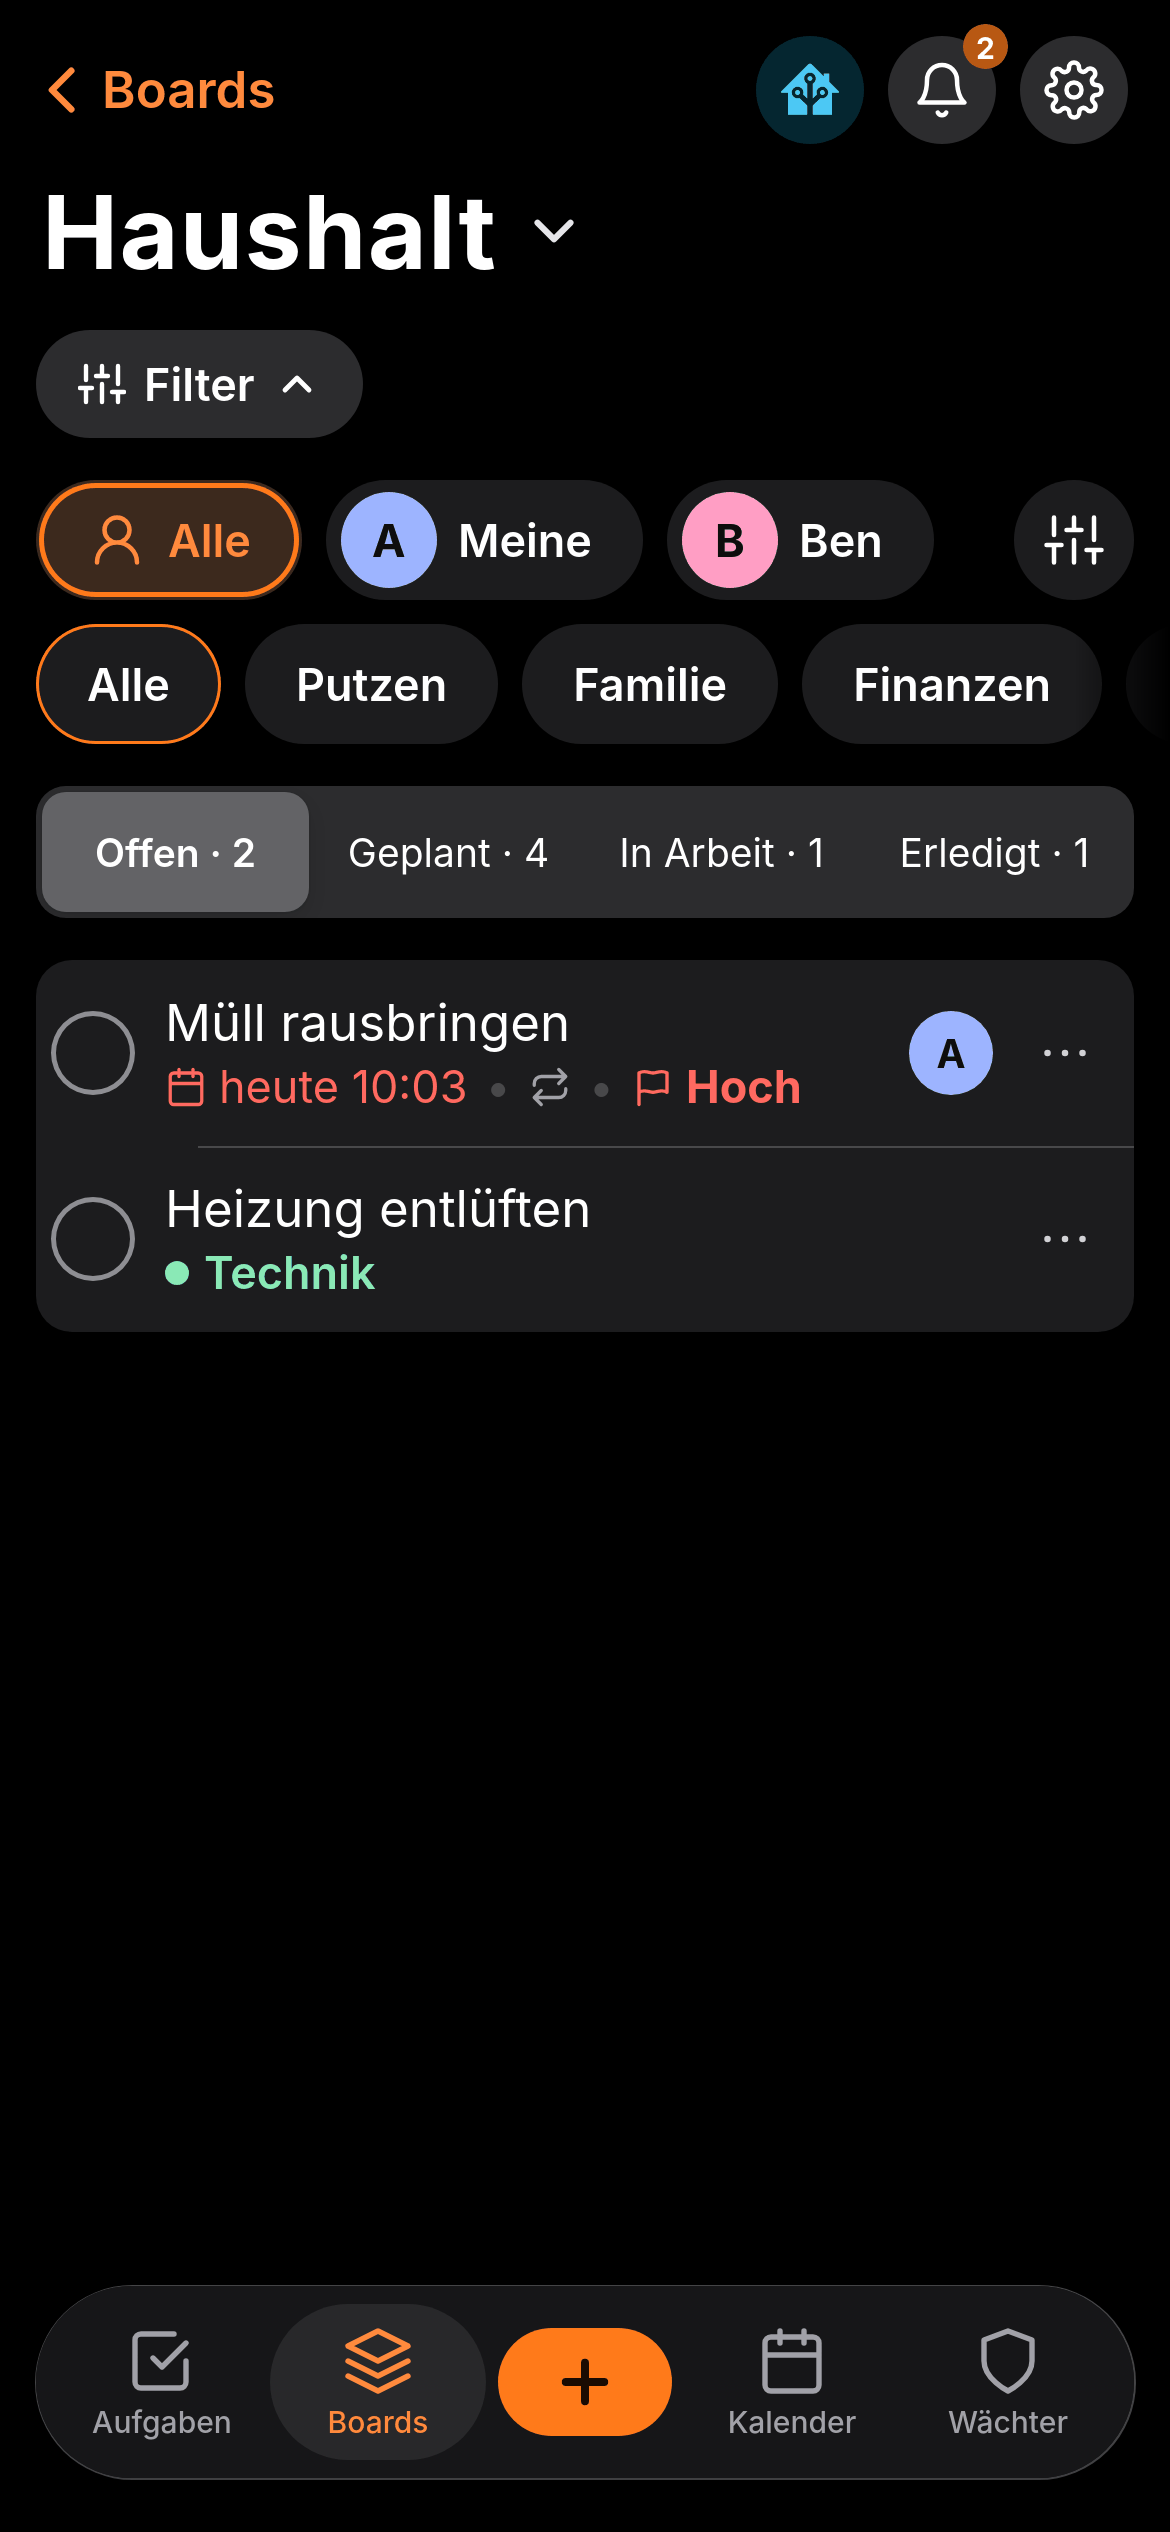 Boards
2
Haushalt
Filter
Alle
A Meine
B Ben
Alle Putzen Familie Finanzen
Offen · 2 Geplant · 4 In Arbeit · 1 Erledigt · 1
Müll rausbringen
heute 10:03 • • Hoch
A
Heizung entlüften
Technik
Aufgaben Boards Kalender Wächter